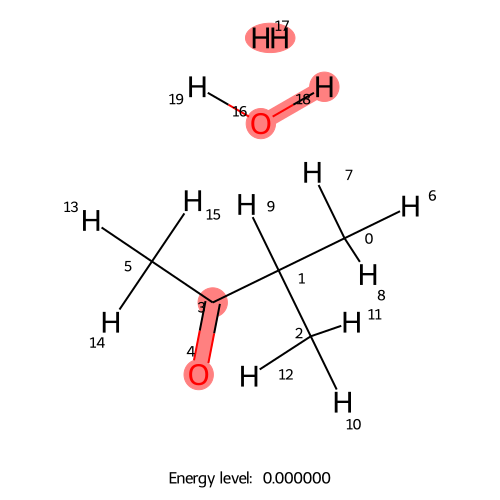 HH 17
H H
19 16 18
O
H 7
H 9 H 6
13 H H 15
0
5 1 H 8
3
H 11
14 H 4 2
O H 12
H
10
Energy level: 0.000000